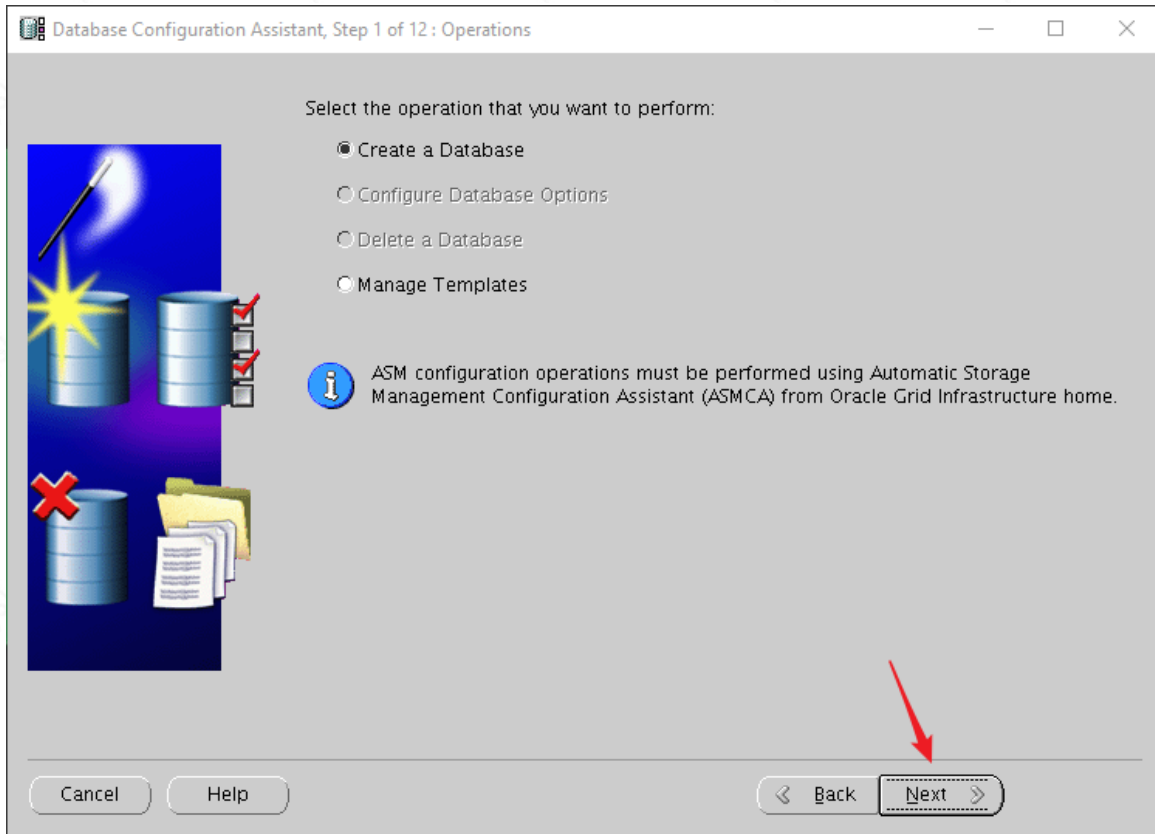 Database Configuration Assistant, Step 1 of 12 : Operations
Select the operation that you want to perform:
Create a Database
Configure Database Options
Delete a Database
Manage Templates
ASM configuration operations must be performed using Automatic Storage
Management Configuration Assistant (ASMCA) from Oracle Grid Infrastructure home.
Cancel
Help
Back
Next